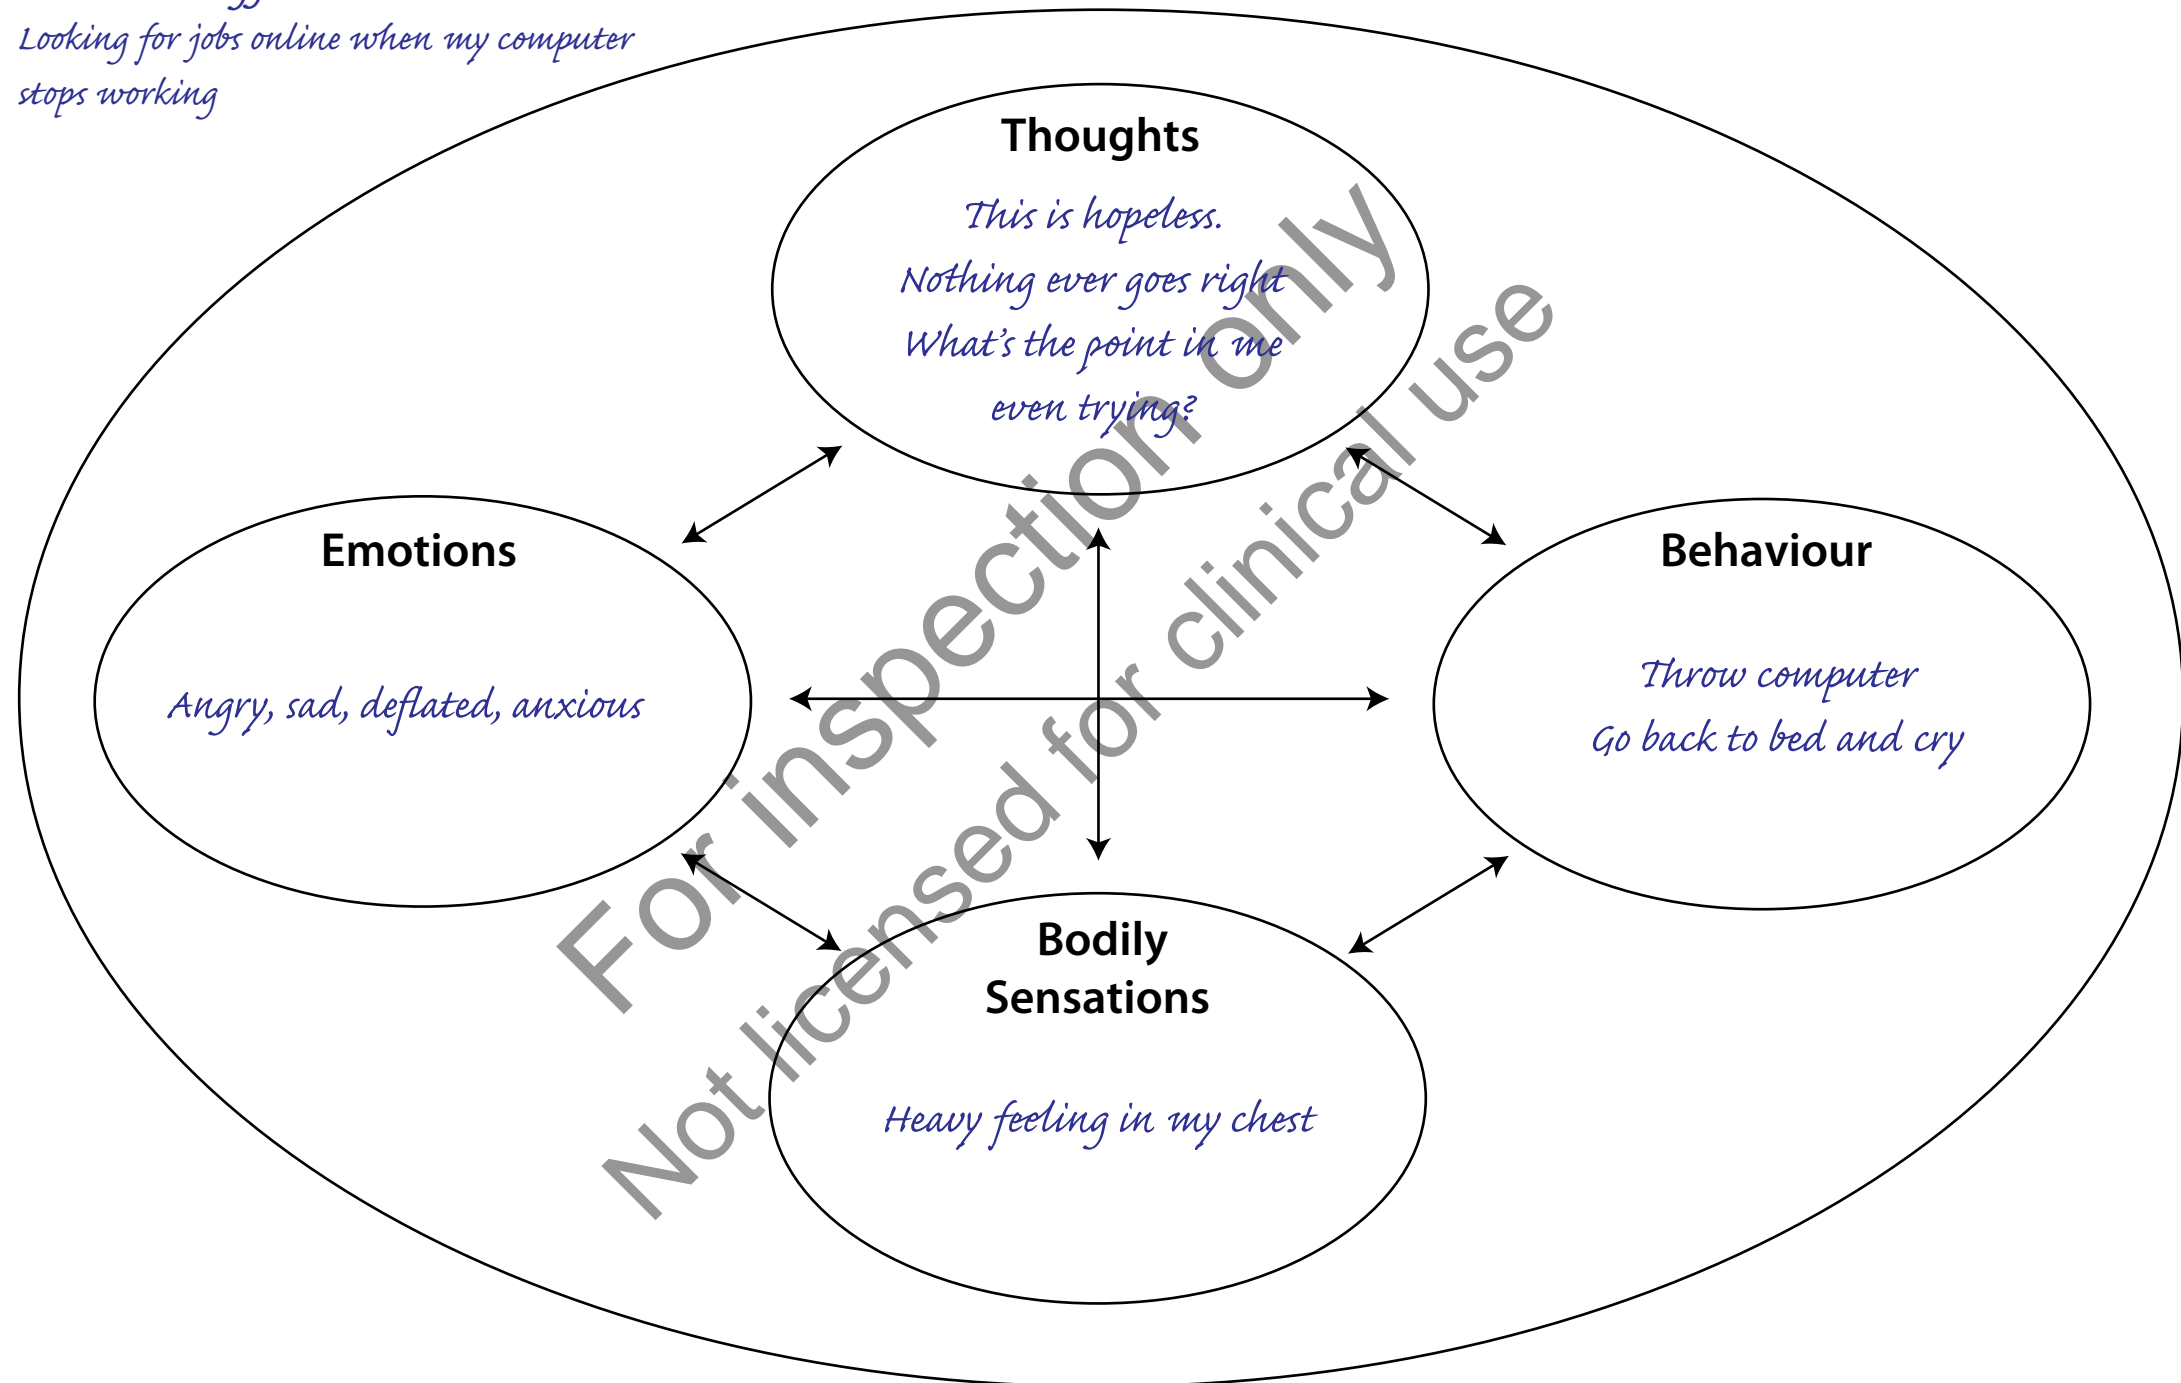 Looking for jobs online when my computer
stops working
Thoughts
This is hopeless.
Nothing ever goes right
What's the point in me
even trying?
Emotions
Angry, sad, deflated, anxious
Behaviour
Throw computer
Go back to bed and cry
Bodily
Sensations
Heavy feeling in my chest
For inspection only
Not licensed for clinical use